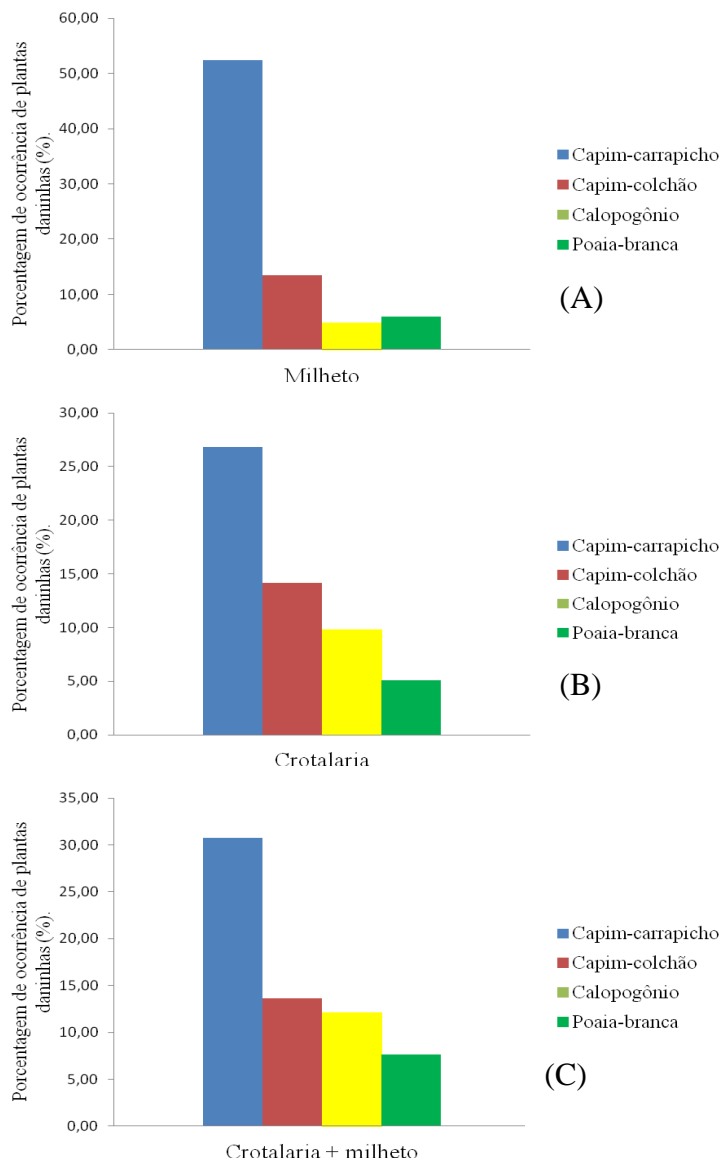 Porcentagem de ocorrência de plantas
daninhas (%).
60,00
50,00
40,00
30,00
20,00
10,00
0,00
Milheto
Capim-carrapicho
Capim-colchão
Calopogônio
Poaia-branca
(A)
Porcentagem de ocorrência de plantas
daninhas (%).
30,00
25,00
20,00
15,00
10,00
5,00
0,00
Crotalaria
Capim-carrapicho
Capim-colchão
Calopogônio
Poaia-branca
(B)
Porcentagem de ocorrência de plantas
daninhas (%).
35,00
30,00
25,00
20,00
15,00
10,00
5,00
0,00
Crotalaria + milheto
Capim-carrapicho
Capim-colchão
Calopogônio
Poaia-branca
(C)